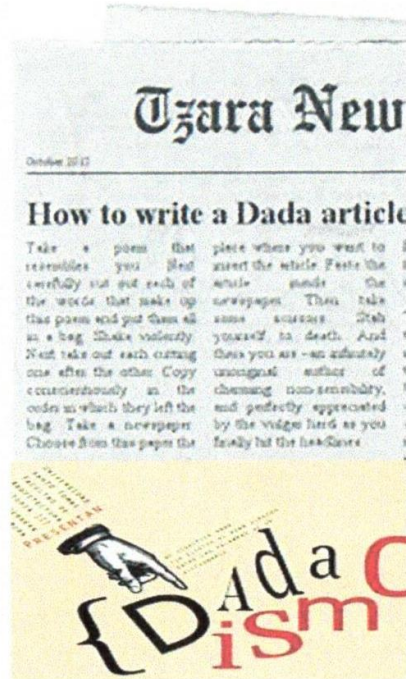 Tzara New
October 2012
How to write a Dada article
Take a poem that
resembles you. Next
carefully cut out each of
the words that make up
this poem and put them all
in a bag. Shake violently.
Next take out each cutting
one after the other. Copy
conscientiously in the
order in which they left the
bag. Take a newspaper.
Choose from this paper the
place where you want to
insert the article. Paste the
article inside the
newspaper. Then take
some scissors. Stab
yourself to death. And
there you are - an infinitely
unoriginal author of
charming non-sensibility,
and perfectly appreciated
by the vulgar herd as you
finally hit the headlines.
PRESENTAN
{Dada
ismo